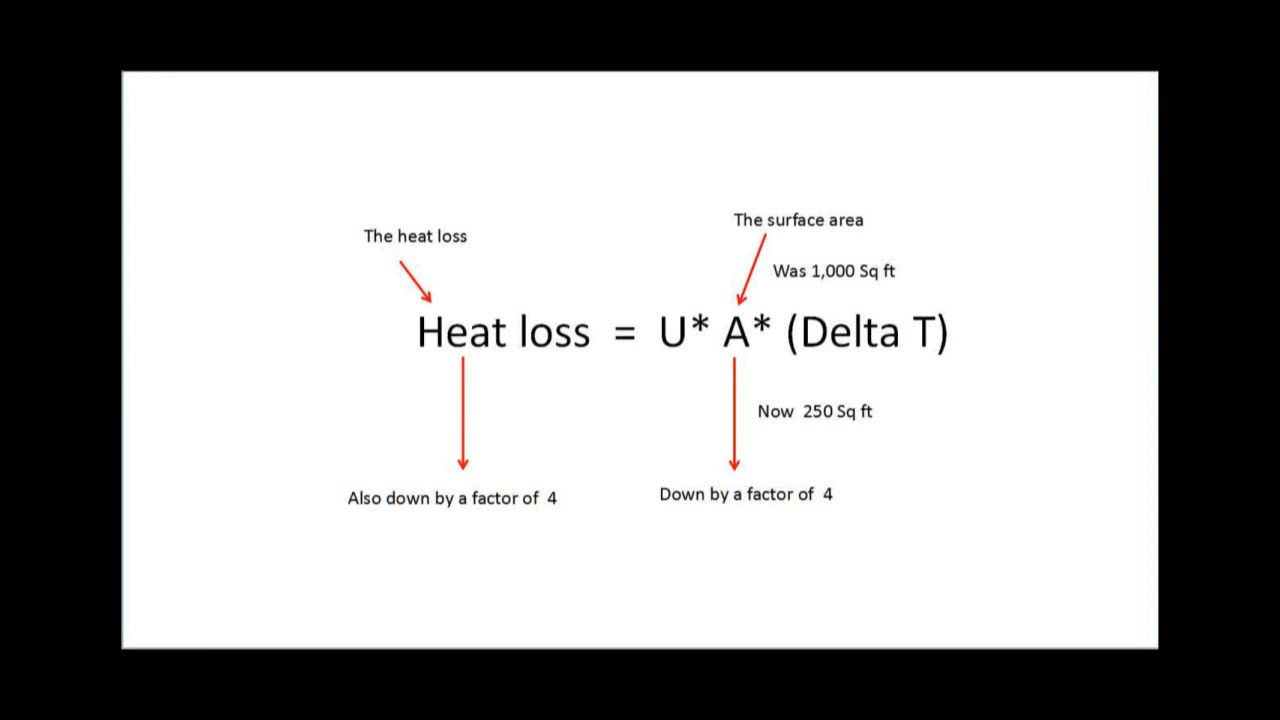 The surface area
The heat loss
Was 1,000 Sq ft
Heat loss = U* A* (Delta T)
Now 250 Sq ft
Also down by a factor of 4
Down by a factor of 4